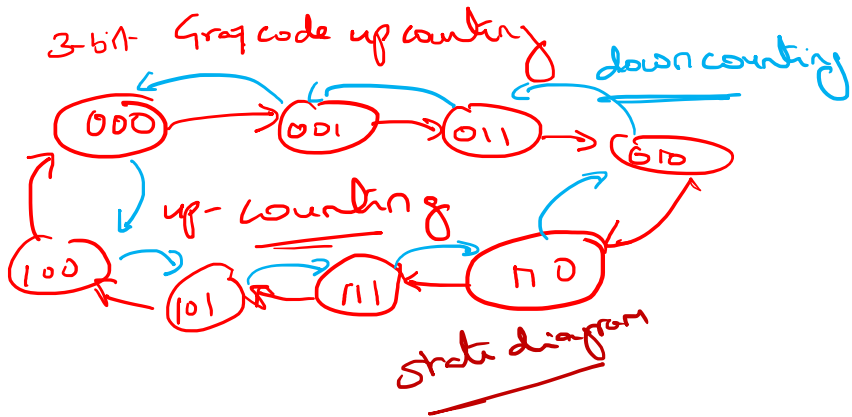 3-bit Gray code up counting
down counting
000
001
011
010
up-counting
100
101
111
110
state diagram